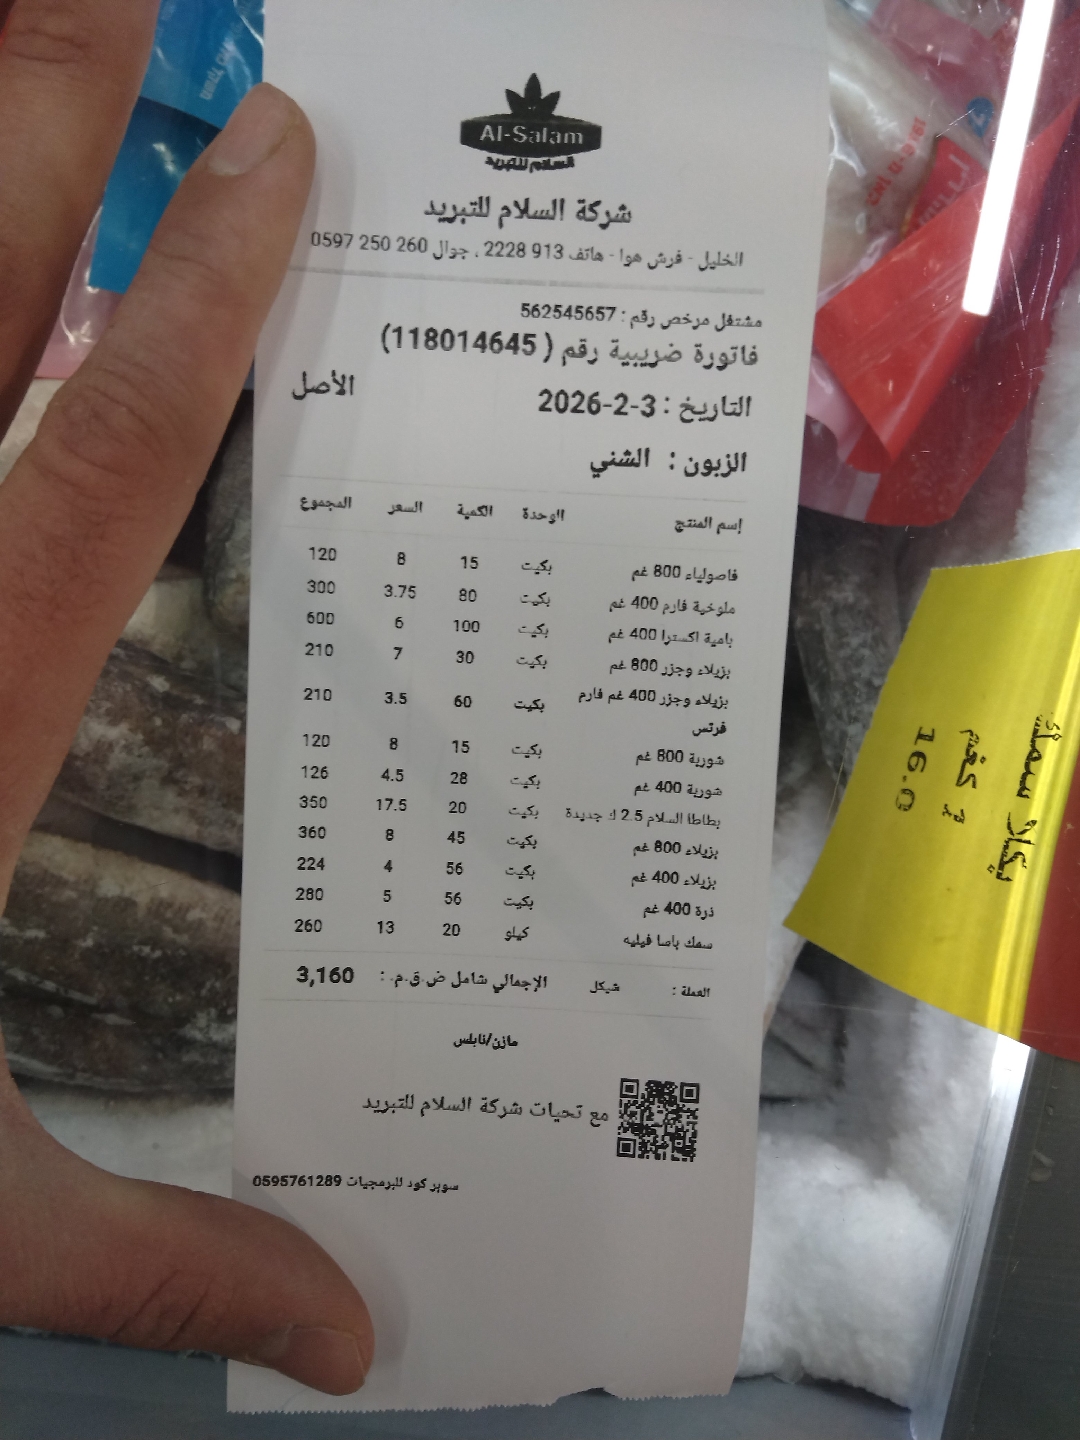 Al-Salam
السلام للتبريد
شركة السلام للتبريد
الخليل - فرش هوا - هاتف 913 2228 ، جوال 260 250 0597
مشتغل مرخص رقم : 562545657
فاتورة ضريبية رقم ( 118014645)
التاريخ : 3-2-2026 الأصل
الزبون : الشني
إسم المنتج الوحدة الكمية السعر المجموع
فاصولياء 800 غم بكيت 15 8 120
ملوخية فارم 400 غم بكيت 80 3.75 300
بامية اكسترا 400 غم بكيت 100 6 600
بزيلاء وجزر 800 غم بكيت 30 7 210
بزيلاء وجزر 400 غم فارم بكيت 60 3.5 210
فرتس
شوربة 800 غم بكيت 15 8 120
شوربة 400 غم بكيت 28 4.5 126
بطاطا السلام 2.5 ك جديدة بكيت 20 17.5 350
بزيلاء 800 غم بكيت 45 8 360
بزيلاء 400 غم بكيت 56 4 224
ذرة 400 غم بكيت 56 5 280
سمك باسا فيليه كيلو 20 13 260
العملة : شيكل الإجمالي شامل ض.ق.م. : 3,160
مازن/نابلس
مع تحيات شركة السلام للتبريد
سوبر كود للبرمجيات 0595761289
16.0